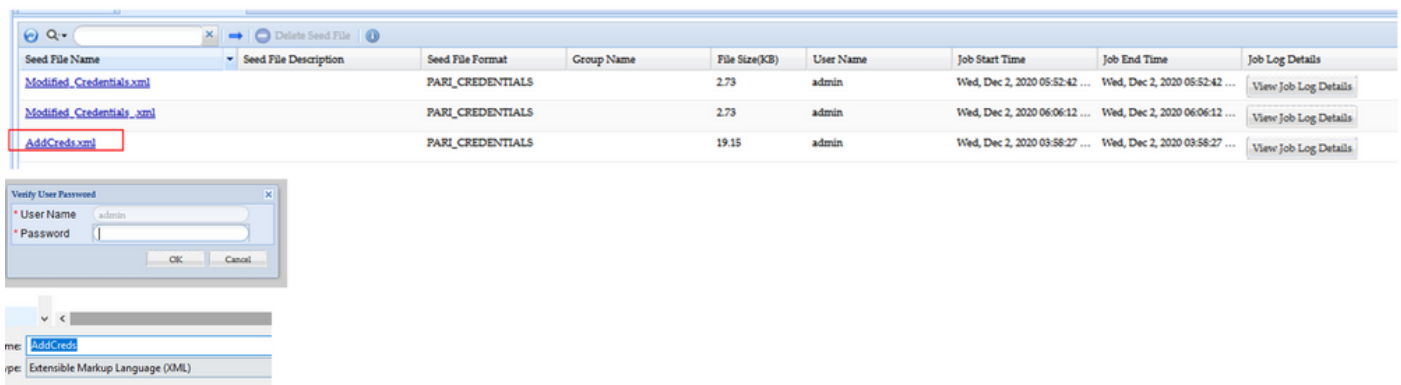 Delete Seed File
Seed File Name Seed File Description Seed File Format Group Name File Size(KB) User Name Job Start Time Job End Time Job Log Details
Modified_Credentials.xml PARI_CREDENTIALS 2.73 admin Wed, Dec 2, 2020 05:52:42 ... Wed, Dec 2, 2020 05:52:42 ... View Job Log Details
Modified_Credentials_.xml PARI_CREDENTIALS 2.73 admin Wed, Dec 2, 2020 06:06:12 ... Wed, Dec 2, 2020 06:06:12 ... View Job Log Details
AddCreds.xml PARI_CREDENTIALS 19.15 admin Wed, Dec 2, 2020 03:58:27 ... Wed, Dec 2, 2020 03:58:27 ... View Job Log Details
Verify User Password
* User Name admin
* Password
OK Cancel
me: AddCreds
ype: Extensible Markup Language (XML)